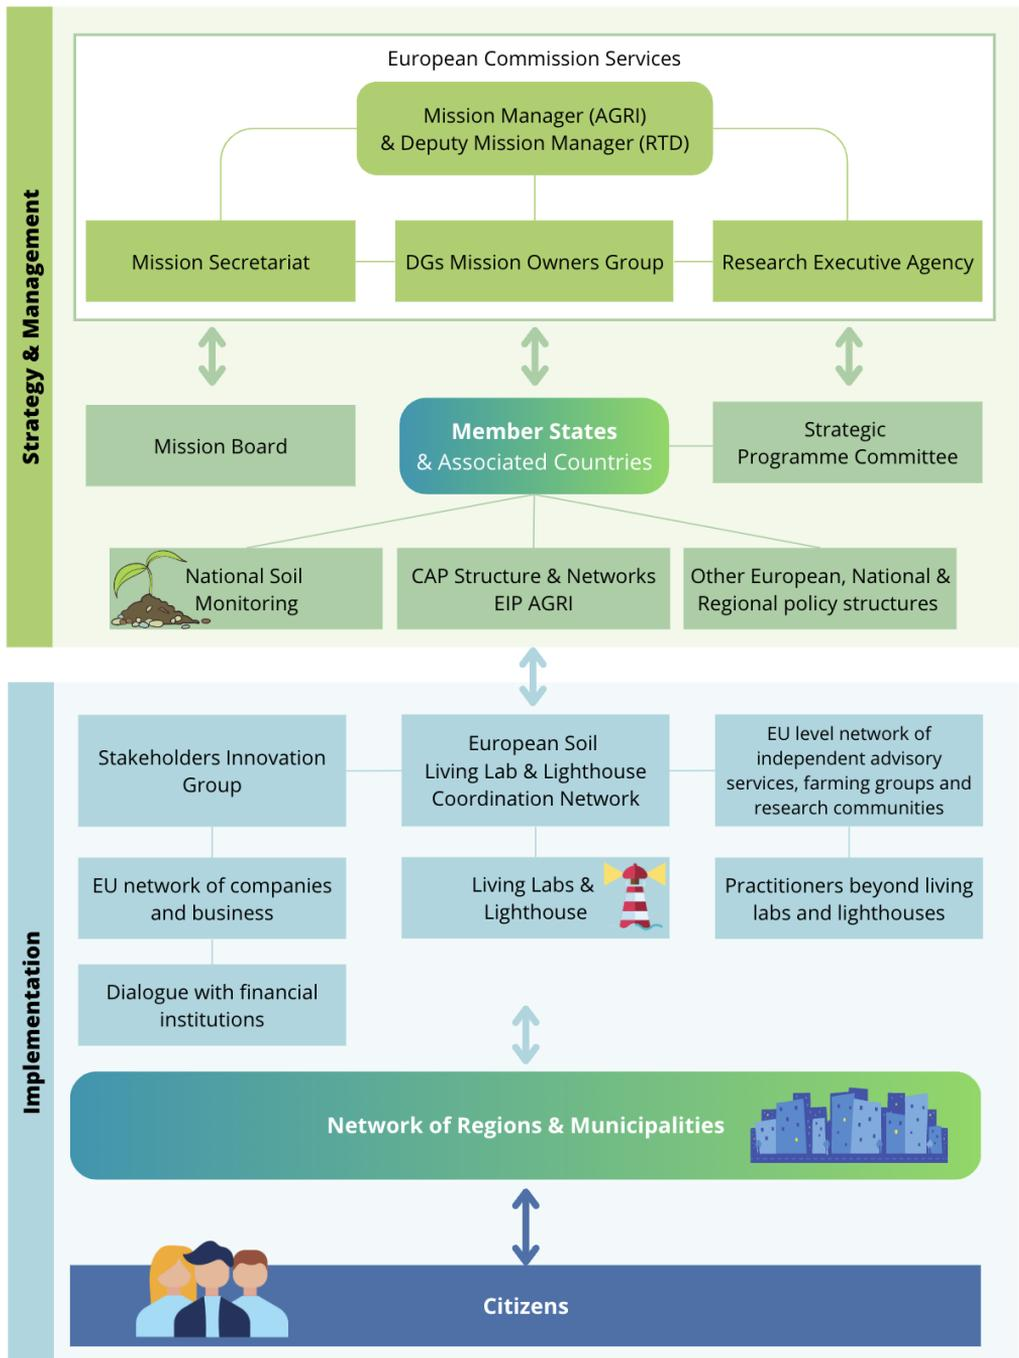 Strategy & Management
European Commission Services
Mission Manager (AGRI)
& Deputy Mission Manager (RTD)
Mission Secretariat
DGs Mission Owners Group
Research Executive Agency
Mission Board
Member States
& Associated Countries
Strategic
Programme Committee
National Soil
Monitoring
CAP Structure & Networks
EIP AGRI
Other European, National &
Regional policy structures
Implementation
Stakeholders Innovation
Group
European Soil
Living Lab & Lighthouse
Coordination Network
EU level network of
independent advisory
services, farming groups and
research communities
EU network of companies
and business
Living Labs &
Lighthouse
Practitioners beyond living
labs and lighthouses
Dialogue with financial
institutions
Network of Regions & Municipalities
Citizens